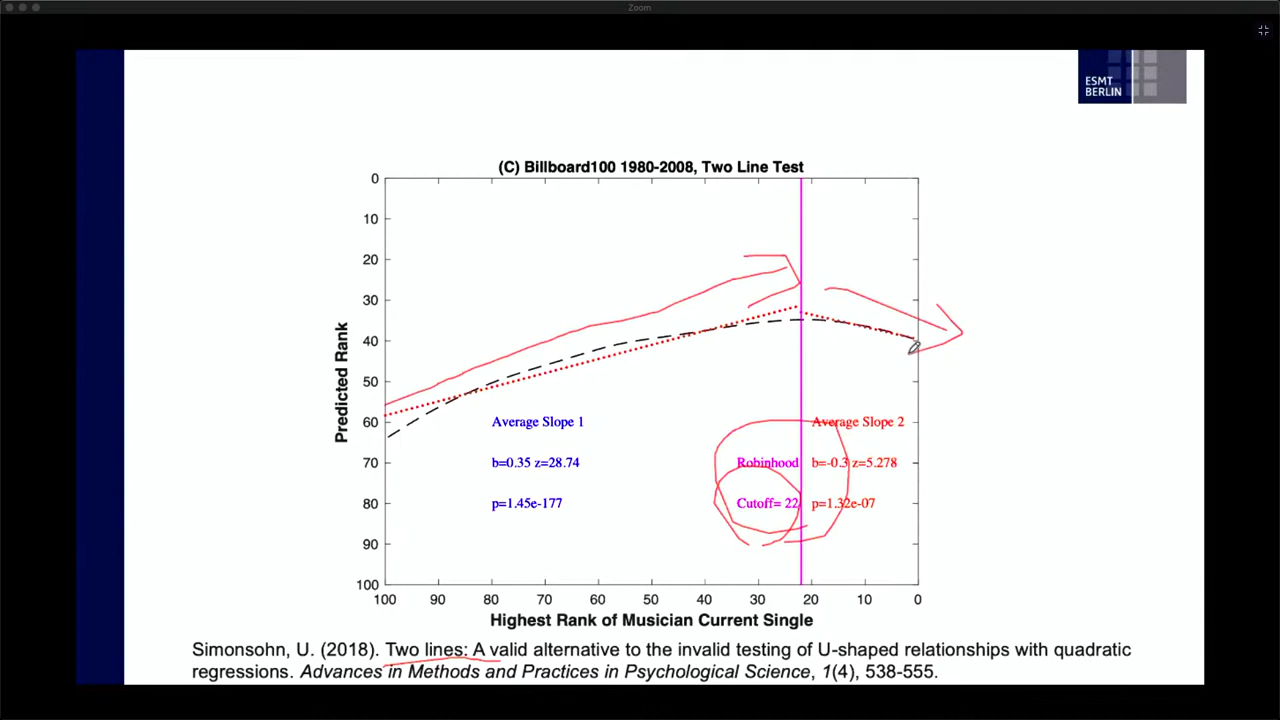 Zoom
ESMT
BERLIN
(C) Billboard100 1980-2008, Two Line Test
0
10
20
30
40
50
60
70
80
90
100
Predicted Rank
Average Slope 1
Average Slope 2
b=0.35 z=28.74
Robinhood
b=-0.3 z=5.278
p=1.45e-177
Cutoff= 22
p=1.32e-07
100 90 80 70 60 50 40 30 20 10 0
Highest Rank of Musician Current Single
Simonsohn, U. (2018). Two lines: A valid alternative to the invalid testing of U-shaped relationships with quadratic
regressions. Advances in Methods and Practices in Psychological Science, 1(4), 538-555.